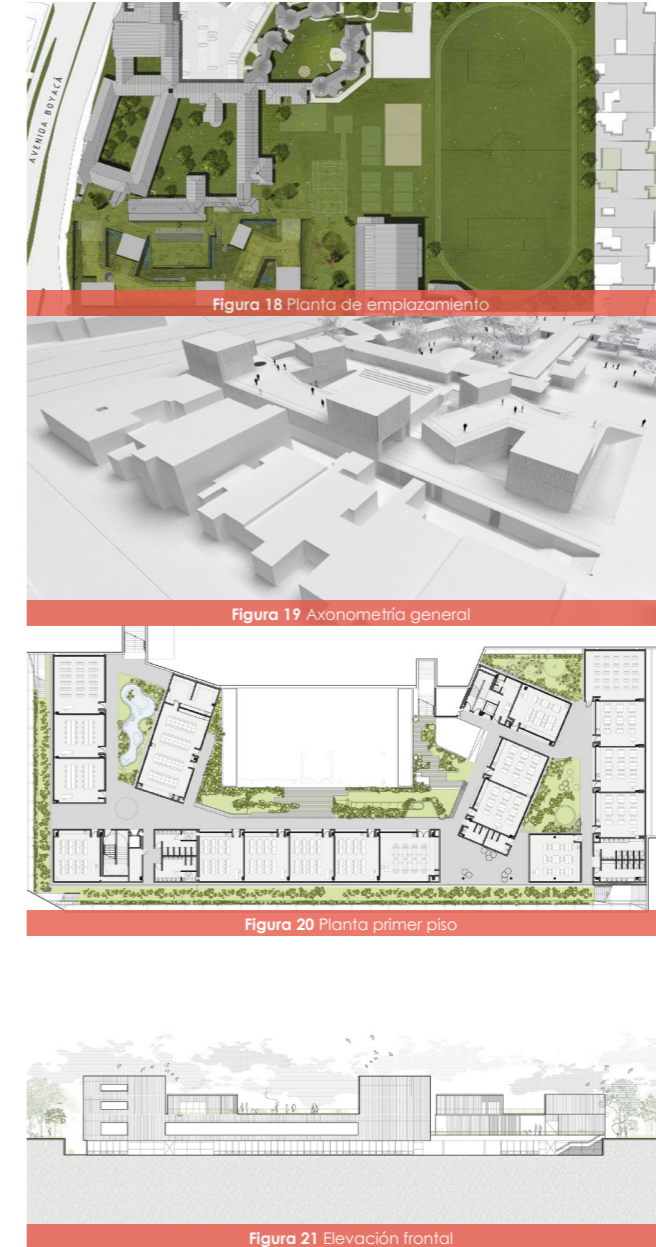 AVENIDA BOYACÁ
Figura 18 Planta de emplazamiento
Figura 19 Axonometría general
Figura 20 Planta primer piso
Figura 21 Elevación frontal